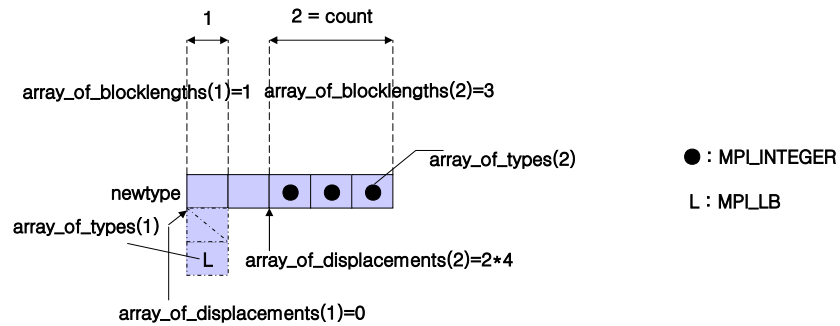 1
2 = count
array_of_blocklengths(1)=1
array_of_blocklengths(2)=3
array_of_types(2)
● : MPI_INTEGER
newtype
L : MPI_LB
array_of_types(1)
L
array_of_displacements(2)=2*4
array_of_displacements(1)=0